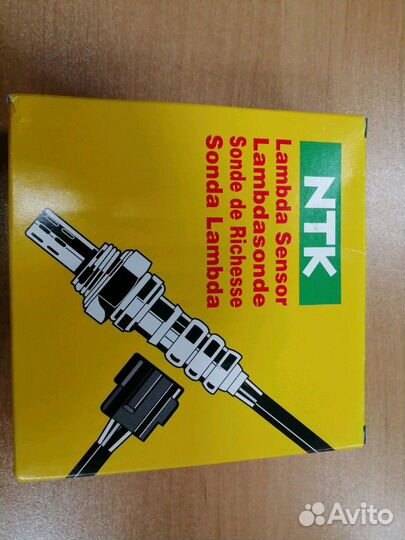 NTK
Lambda Sensor
Lambdasonde
Sonde de Richesse
Sonda Lambda
Avito